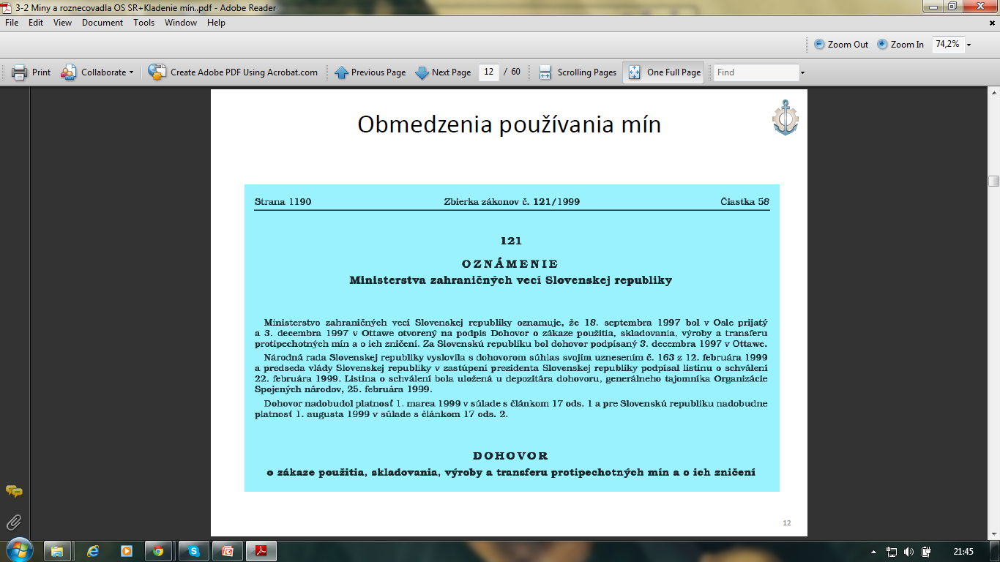 3-2 Miny a roznecovadla OS SR+Kladenie mín..pdf - Adobe Reader
File Edit View Document Tools Window Help
Zoom Out Zoom In 74,2%
Print Collaborate Create Adobe PDF Using Acrobat.com Previous Page Next Page 12 / 60 Scrolling Pages One Full Page Find
Obmedzenia používania mín
Strana 1190 Zbierka zákonov č. 121/1999 Čiastka 58
121
OZNÁMENIE
Ministerstva zahraničných vecí Slovenskej republiky
Ministerstvo zahraničných vecí Slovenskej republiky oznamuje, že 18. septembra 1997 bol v Osle prijatý
a 3. decembra 1997 v Ottawe otvorený na podpis Dohovor o zákaze použitia, skladovania, výroby a transferu
protipechotných mín a o ich zničení. Za Slovenskú republiku bol dohovor podpísaný 3. decembra 1997 v Ottawe.
Národná rada Slovenskej republiky vyslovila s dohovorom súhlas svojím uznesením č. 163 z 12. februára 1999
a predseda vlády Slovenskej republiky v zastúpení prezidenta Slovenskej republiky podpísal listinu o schválení
22. februára 1999. Listina o schválení bola uložená u depozitára dohovoru, generálneho tajomníka Organizácie
Spojených národov, 25. februára 1999.
Dohovor nadobudol platnosť 1. marca 1999 v súlade s článkom 17 ods. 1 a pre Slovenskú republiku nadobudne
platnosť 1. augusta 1999 v súlade s článkom 17 ods. 2.
DOHOVOR
o zákaze použitia, skladovania, výroby a transferu protipechotných mín a o ich zničení
12
21:45